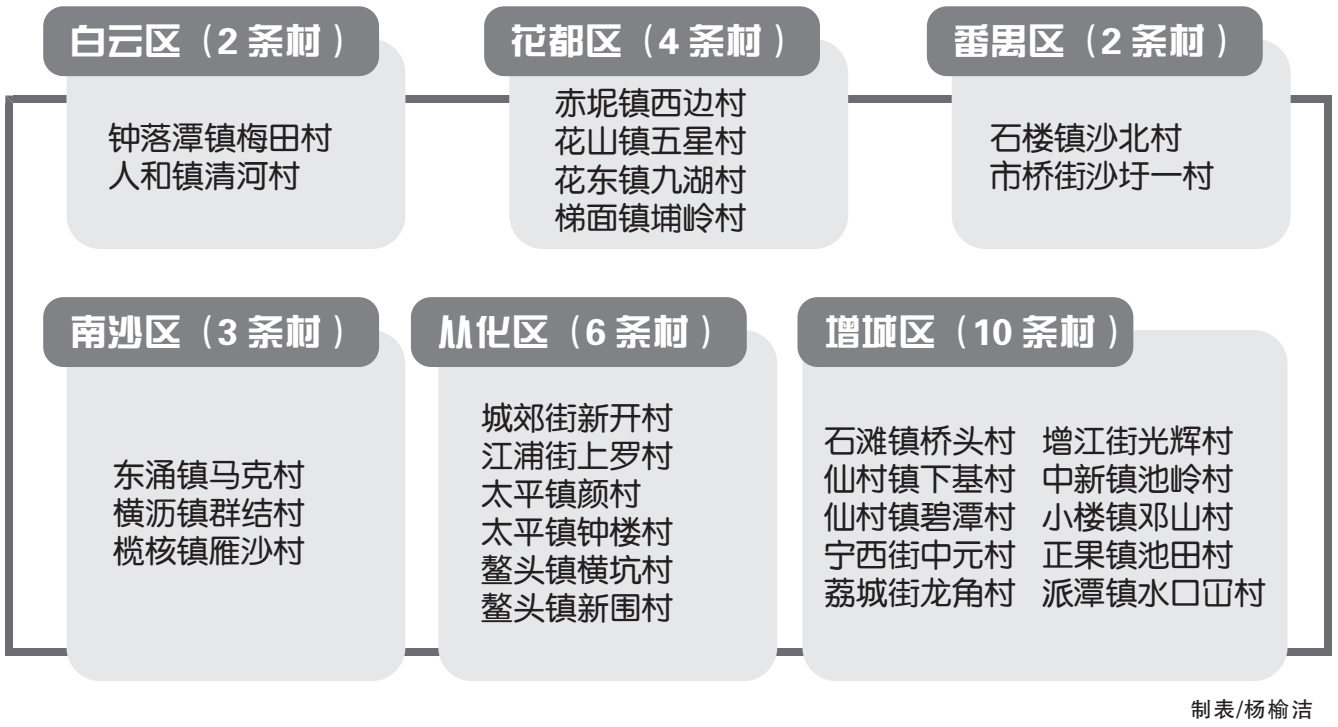 白云区（2 条村）
钟落潭镇梅田村
人和镇清河村
花都区（4 条村）
赤坭镇西边村
花山镇五星村
花东镇九湖村
梯面镇埔岭村
番禺区（2 条村）
石楼镇沙北村
市桥街沙圩一村
南沙区（3 条村）
东涌镇马克村
横沥镇群结村
榄核镇雁沙村
从化区（6 条村）
城郊街新开村
江浦街上罗村
太平镇颜村
太平镇钟楼村
鳌头镇横坑村
鳌头镇新围村
增城区（10 条村）
石滩镇桥头村
仙村镇下基村
仙村镇碧潭村
宁西街中元村
荔城街龙角村
增江街光辉村
中新镇池岭村
小楼镇邓山村
正果镇池田村
派潭镇水口冚村
制表/杨榆洁